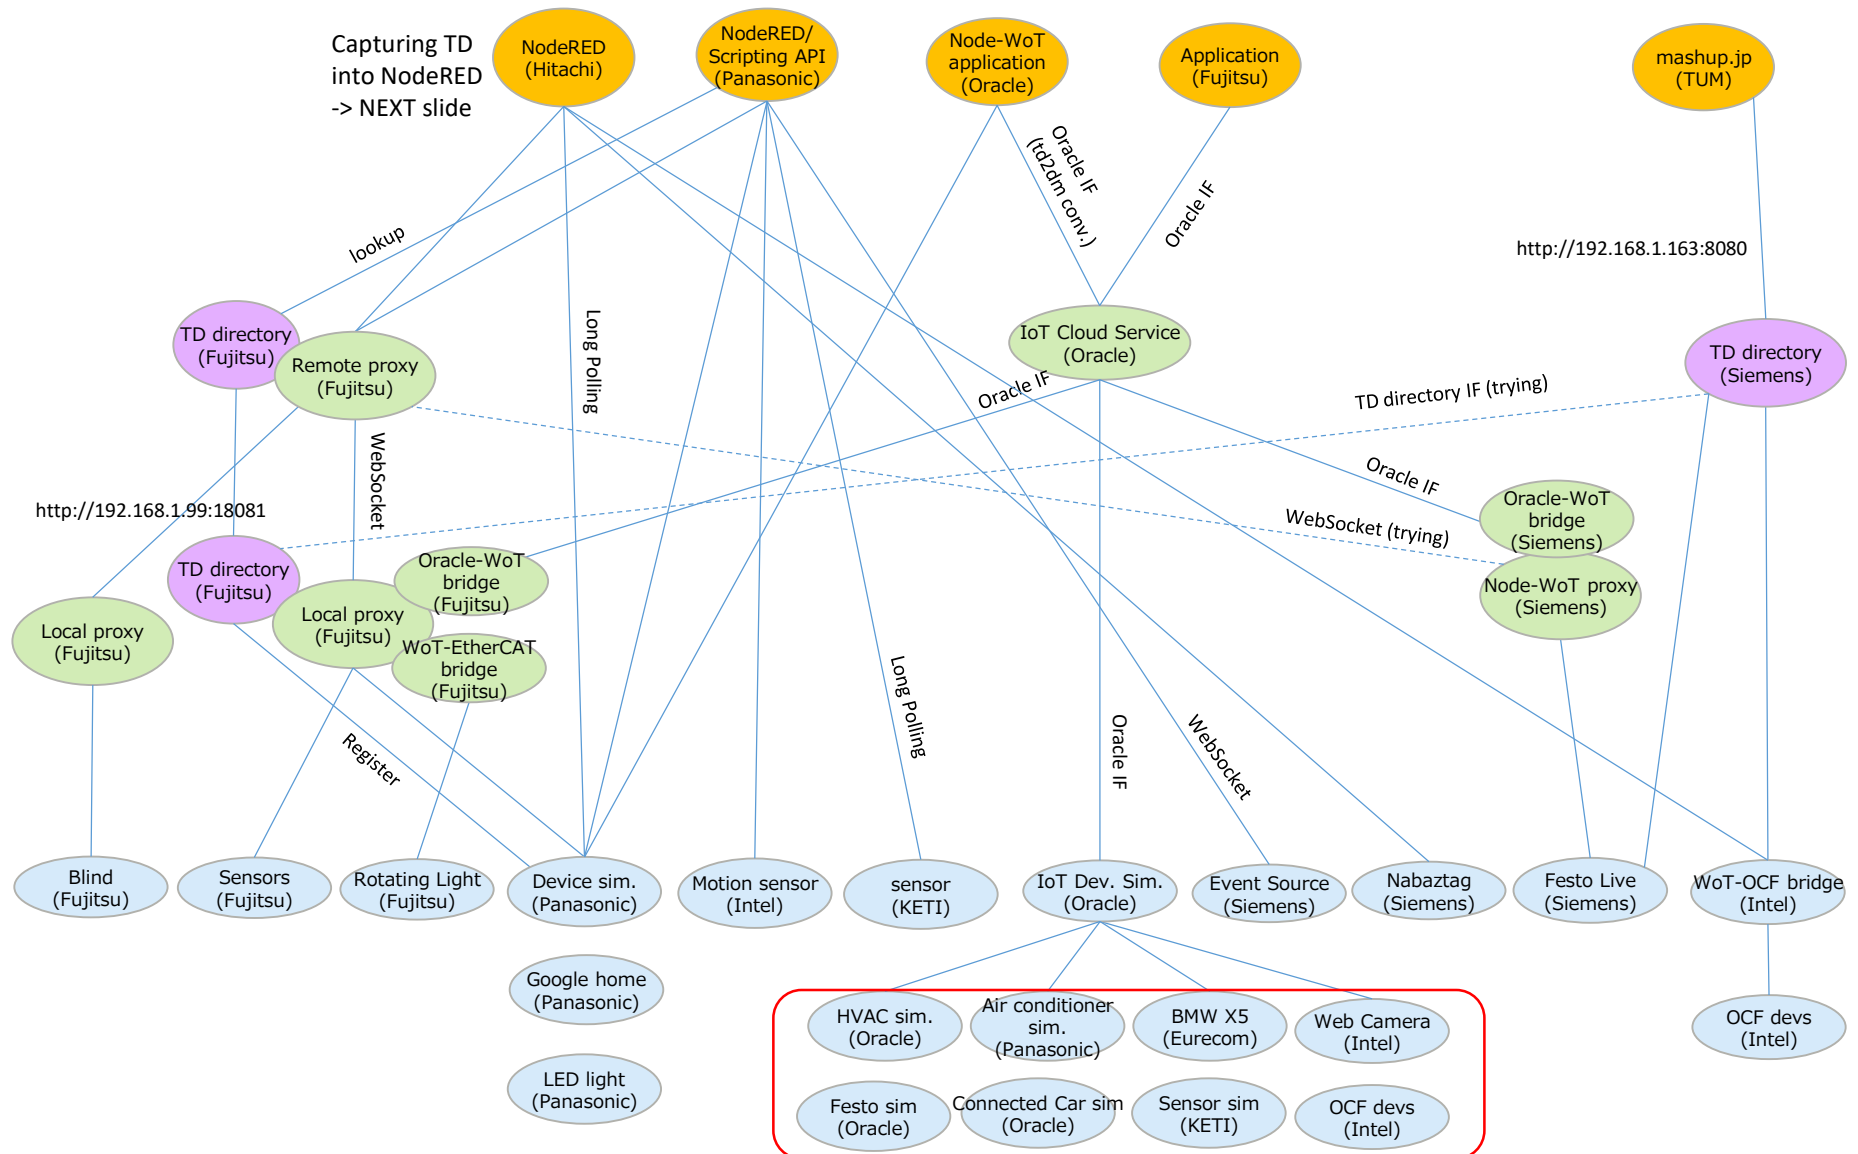 Capturing TD
into NodeRED
-> NEXT slide
NodeRED
(Hitachi)
NodeRED/
Scripting API
(Panasonic)
Node-WoT
application
(Oracle)
Application
(Fujitsu)
mashup.jp
(TUM)
lookup
Long Polling
Oracle IF
(td2dm conv.)
Oracle IF
http://192.168.1.163:8080
TD directory
(Fujitsu)
Remote proxy
(Fujitsu)
IoT Cloud Service
(Oracle)
TD directory
(Siemens)
Oracle IF
TD directory IF (trying)
WebSocket
Oracle IF
http://192.168.1.99:18081
WebSocket (trying)
Oracle-WoT
bridge
(Siemens)
Node-WoT proxy
(Siemens)
TD directory
(Fujitsu)
Oracle-WoT
bridge
(Fujitsu)
Local proxy
(Fujitsu)
Local proxy
(Fujitsu)
WoT-EtherCAT
bridge
(Fujitsu)
Register
Long Polling
Oracle IF
WebSocket
Blind
(Fujitsu)
Sensors
(Fujitsu)
Rotating Light
(Fujitsu)
Device sim.
(Panasonic)
Motion sensor
(Intel)
sensor
(KETI)
IoT Dev. Sim.
(Oracle)
Event Source
(Siemens)
Nabaztag
(Siemens)
Festo Live
(Siemens)
WoT-OCF bridge
(Intel)
Google home
(Panasonic)
HVAC sim.
(Oracle)
Air conditioner
sim.
(Panasonic)
BMW X5
(Eurecom)
Web Camera
(Intel)
OCF devs
(Intel)
LED light
(Panasonic)
Festo sim
(Oracle)
Connected Car sim
(Oracle)
Sensor sim
(KETI)
OCF devs
(Intel)